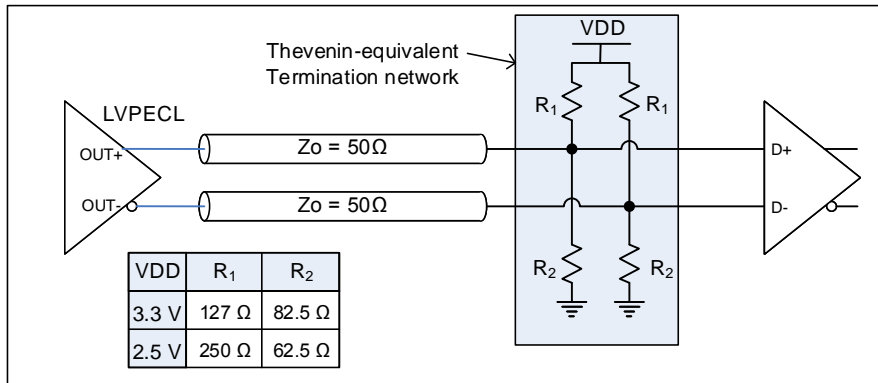 VDD
Thevenin-equivalent
Termination network
R₁
R₁
LVPECL
OUT+
Zo = 50Ω
D+
OUT-
Zo = 50Ω
D-
R₂
R₂
VDD R₁ R₂
3.3 V 127 Ω 82.5 Ω
2.5 V 250 Ω 62.5 Ω